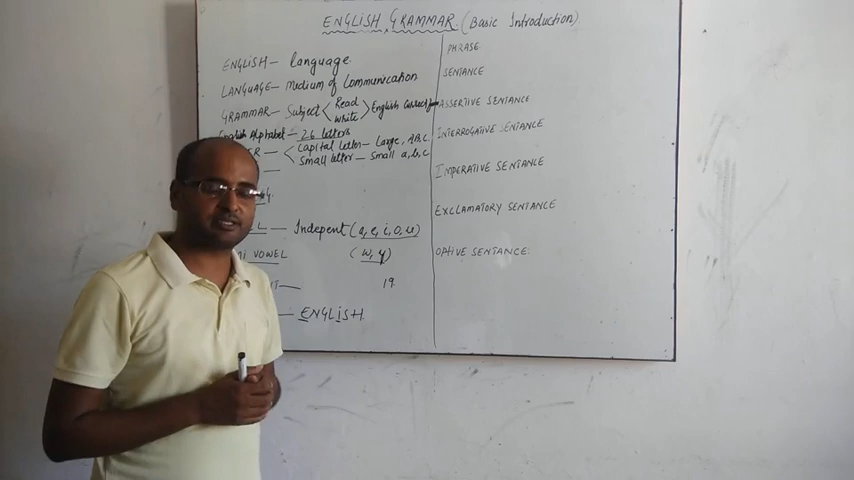 ENGLISH GRAMMAR (Basic Introduction)
ENGLISH — language.
LANGUAGE — medium of Communication
GRAMMAR — Subject < Read
Write > English correct form
English Alphabet — 26 letters
< Capital letter — Large, A,B,C.
Small letter — Small a, b, c
— Indepent (a, e, i, O, u)
VOWEL (w, y)
— 19
— ENGLISH
PHRASE
SENTANCE
ASSERTIVE SENTANCE
INTERROGATIVE SENTANCE
IMPERATIVE SENTANCE
EXCLAMATORY SENTANCE
OPTIVE SENTANCE: